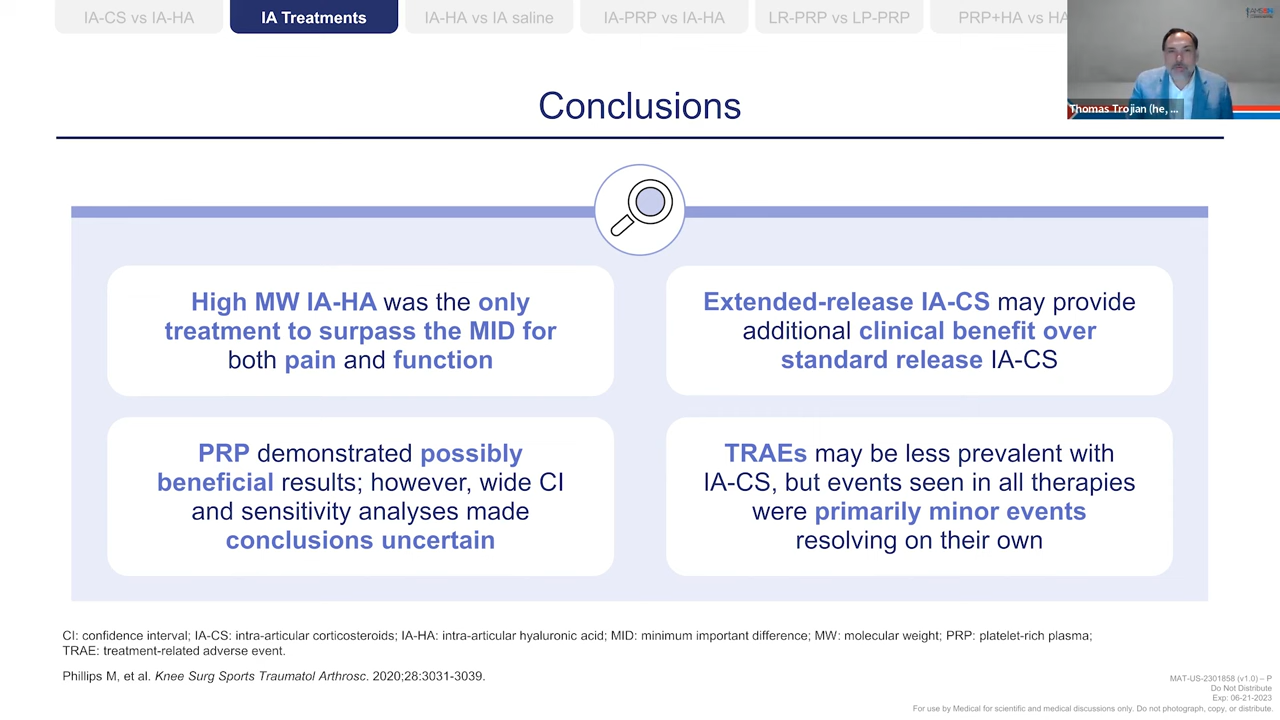 IA-CS vs IA-HA
IA Treatments
IA-HA vs IA saline
IA-PRP vs IA-HA
LR-PRP vs LP-PRP
PRP+HA vs HA
Thomas Trojian (he, ...
Conclusions
High MW IA-HA was the only
treatment to surpass the MID for
both pain and function
Extended-release IA-CS may provide
additional clinical benefit over
standard release IA-CS
PRP demonstrated possibly
beneficial results; however, wide CI
and sensitivity analyses made
conclusions uncertain
TRAEs may be less prevalent with
IA-CS, but events seen in all therapies
were primarily minor events
resolving on their own
CI: confidence interval; IA-CS: intra-articular corticosteroids; IA-HA: intra-articular hyaluronic acid; MID: minimum important difference; MW: molecular weight; PRP: platelet-rich plasma;
TRAE: treatment-related adverse event.
Phillips M, et al. Knee Surg Sports Traumatol Arthrosc. 2020;28:3031-3039.
MAT-US-2301858 (v1.0) – P
Do Not Distribute
Exp: 06-21-2023
For use by Medical for scientific and medical discussions only. Do not photograph, copy, or distribute.